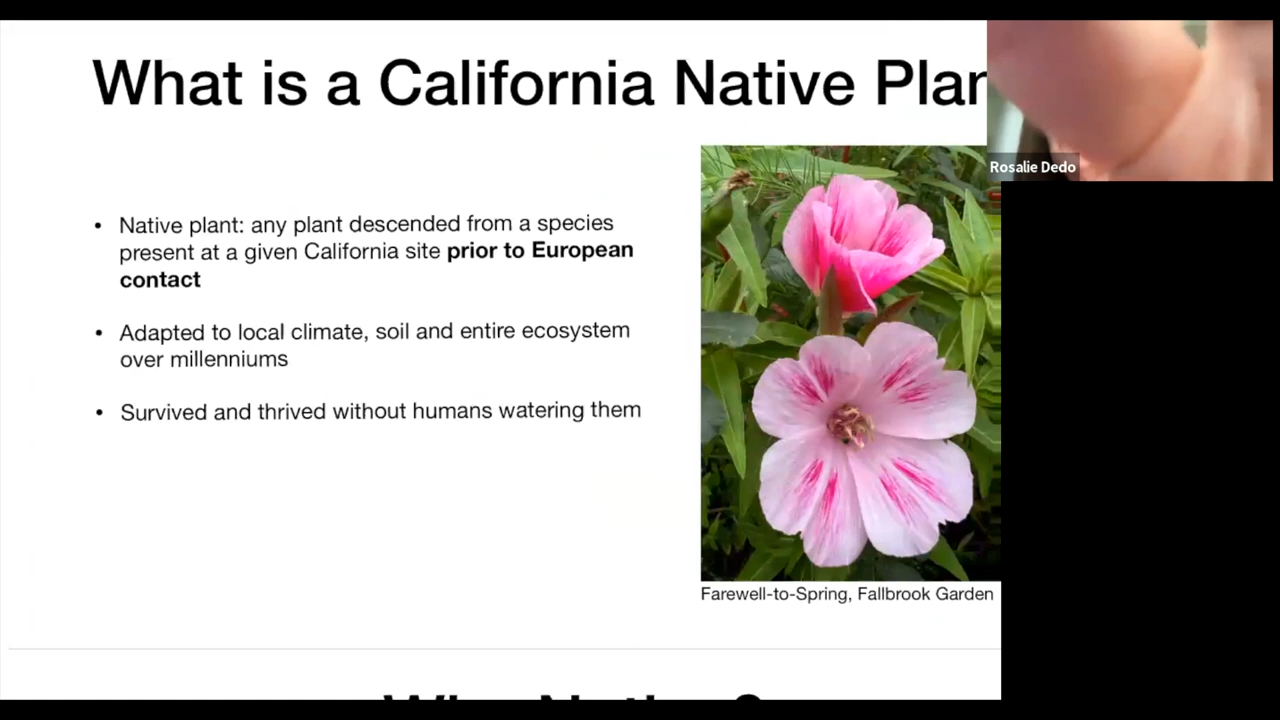 What is a California Native Plan
Rosalie Dedo
• Native plant: any plant descended from a species
present at a given California site prior to European
contact
• Adapted to local climate, soil and entire ecosystem
over millenniums
• Survived and thrived without humans watering them
Farewell-to-Spring, Fallbrook Garden